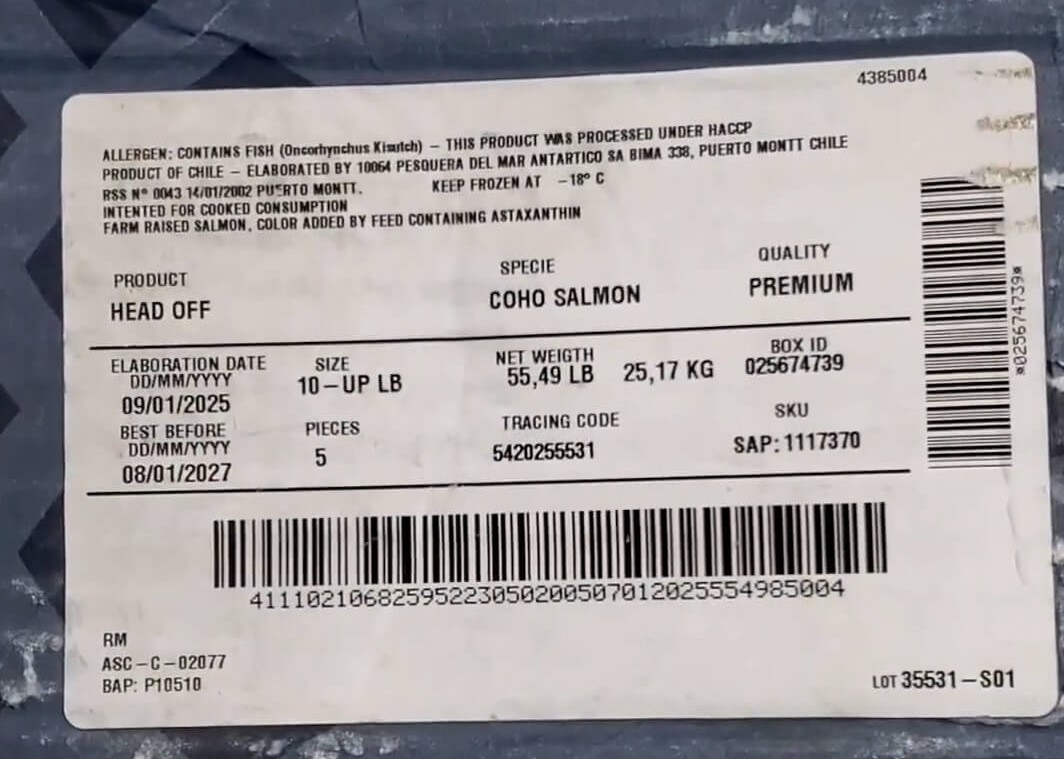 4385004
ALLERGEN: CONTAINS FISH (Oncorhynchus Kisutch) – THIS PRODUCT WAS PROCESSED UNDER HACCP
PRODUCT OF CHILE – ELABORATED BY 10064 PESQUERA DEL MAR ANTARTICO SA BIMA 338, PUERTO MONTT CHILE
RSS Nº 0043 14/01/2002 PUERTO MONTT. KEEP FROZEN AT –18º C
INTENTED FOR COOKED CONSUMPTION
FARM RAISED SALMON, COLOR ADDED BY FEED CONTAINING ASTAXANTHIN
PRODUCT SPECIE QUALITY
HEAD OFF COHO SALMON PREMIUM
ELABORATION DATE SIZE NET WEIGTH BOX ID
DD/MM/YYYY 10–UP LB 55,49 LB 25,17 KG 025674739
09/01/2025
BEST BEFORE PIECES TRACING CODE SKU
DD/MM/YYYY 5 5420255531 SAP: 1117370
08/01/2027
*025674739*
41110210682595223050200507012025554985004
RM
ASC–C–02077
BAP: P10510
LOT 35531–S01